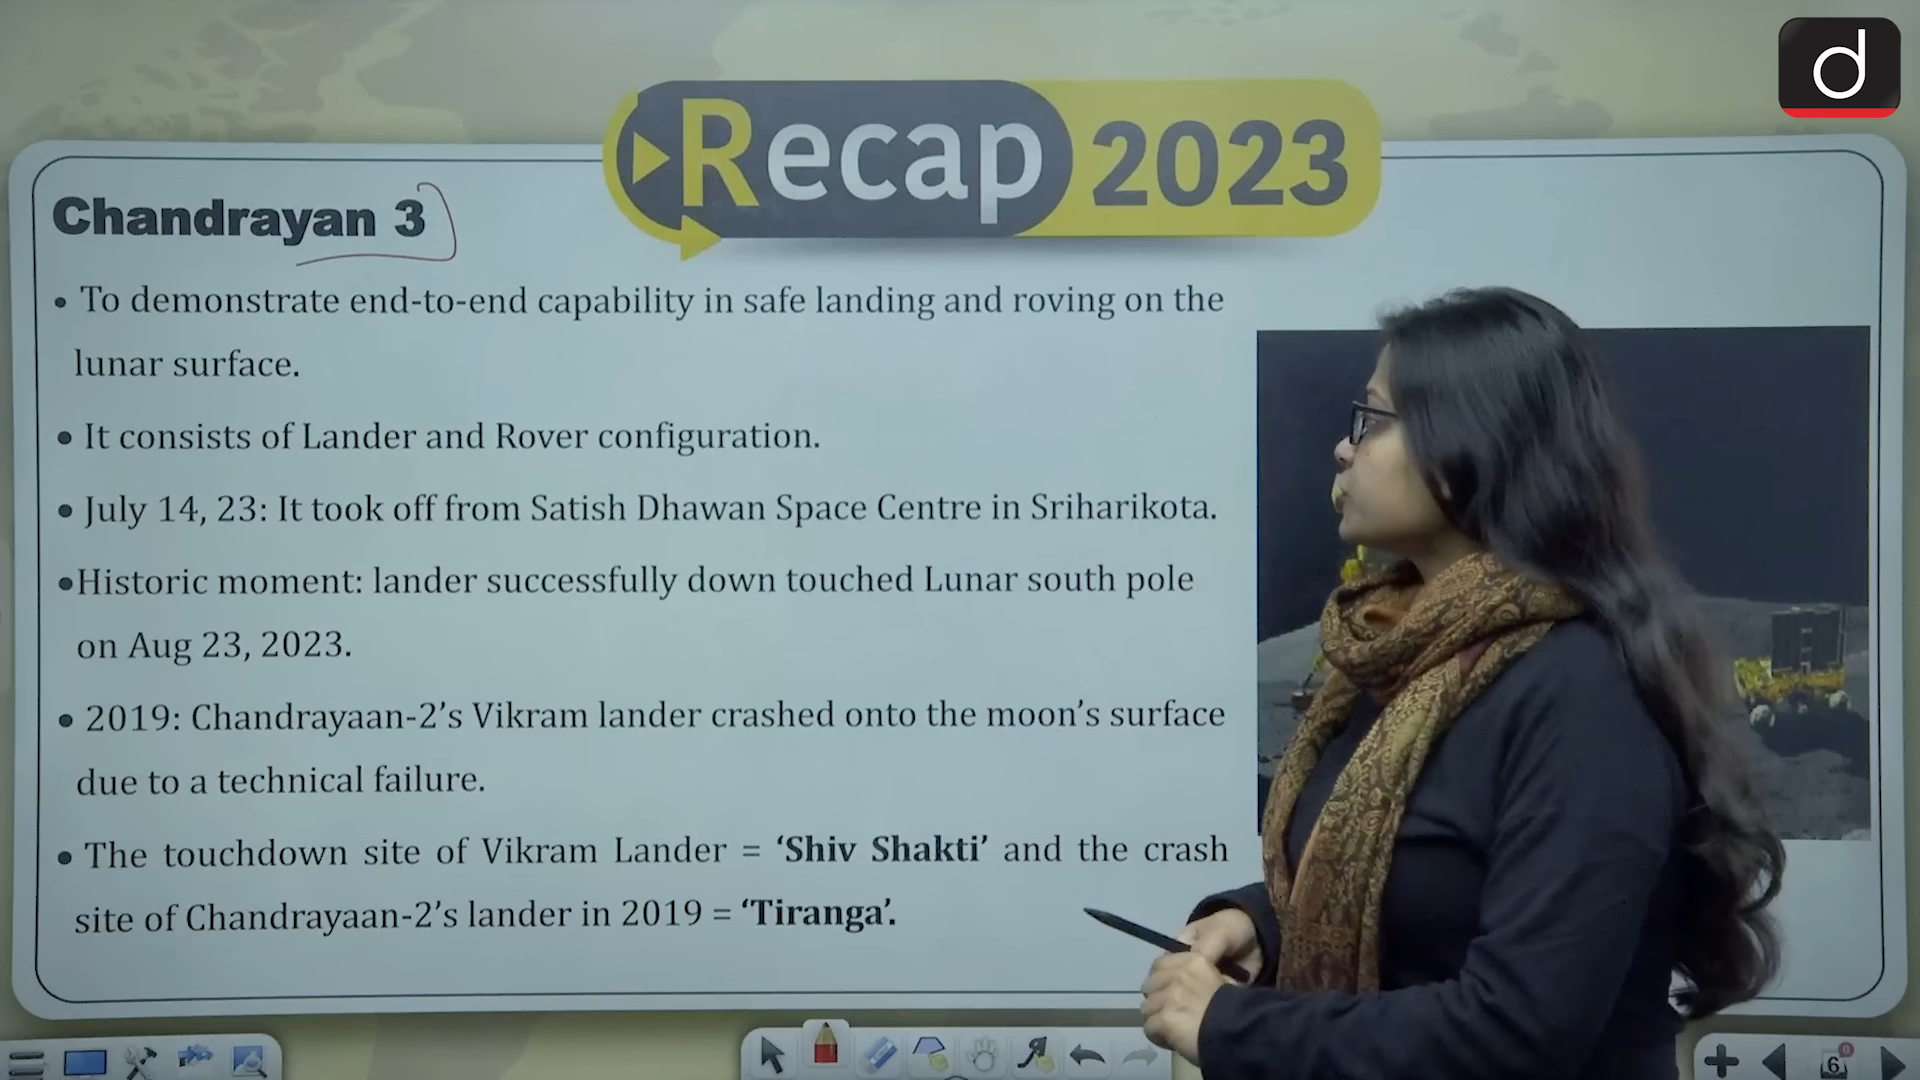 d
Recap 2023
Chandrayan 3
• To demonstrate end-to-end capability in safe landing and roving on the
lunar surface.
• It consists of Lander and Rover configuration.
• July 14, 23: It took off from Satish Dhawan Space Centre in Sriharikota.
•Historic moment: lander successfully down touched Lunar south pole
on Aug 23, 2023.
• 2019: Chandrayaan-2’s Vikram lander crashed onto the moon’s surface
due to a technical failure.
• The touchdown site of Vikram Lander = ‘Shiv Shakti’ and the crash
site of Chandrayaan-2’s lander in 2019 = ‘Tiranga’.
6